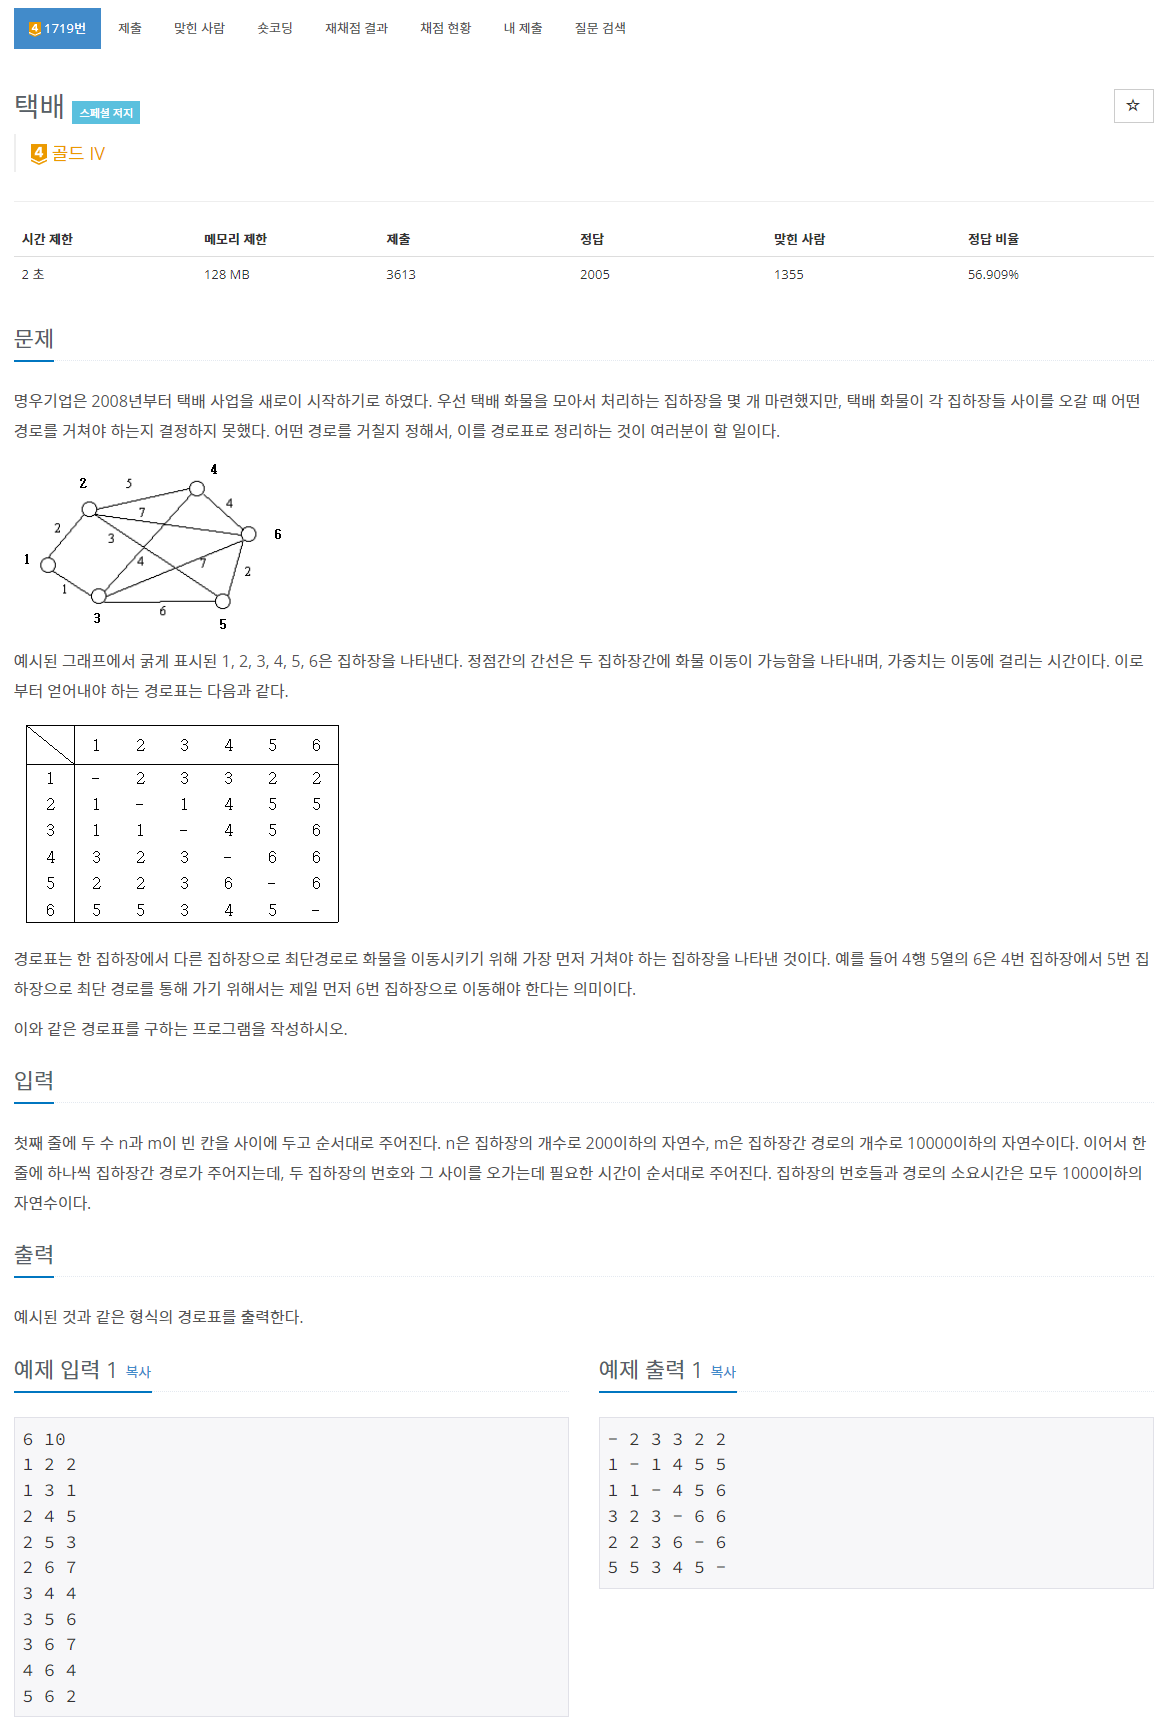 4 1719번 제출 맞힌 사람 숏코딩 재채점 결과 채점 현황 내 제출 질문 검색
택배 스페셜 저지 ☆
4 골드 IV
시간 제한 메모리 제한 제출 정답 맞힌 사람 정답 비율
2 초 128 MB 3613 2005 1355 56.909%
문제
명우기업은 2008년부터 택배 사업을 새로이 시작하기로 하였다. 우선 택배 화물을 모아서 처리하는 집하장을 몇 개 마련했지만, 택배 화물이 각 집하장들 사이를 오갈 때 어떤
경로를 거쳐야 하는지 결정하지 못했다. 어떤 경로를 거칠지 정해서, 이를 경로표로 정리하는 것이 여러분이 할 일이다.
4
2 5
4
7
2 3 6
1 4 7 2
1
6
3 5
예시된 그래프에서 굵게 표시된 1, 2, 3, 4, 5, 6은 집하장을 나타낸다. 정점간의 간선은 두 집하장간에 화물 이동이 가능함을 나타내며, 가중치는 이동에 걸리는 시간이다. 이로
부터 얻어내야 하는 경로표는 다음과 같다.
1 2 3 4 5 6
1 - 2 3 3 2 2
2 1 - 1 4 5 5
3 1 1 - 4 5 6
4 3 2 3 - 6 6
5 2 2 3 6 - 6
6 5 5 3 4 5 -
경로표는 한 집하장에서 다른 집하장으로 최단경로로 화물을 이동시키기 위해 가장 먼저 거쳐야 하는 집하장을 나타낸 것이다. 예를 들어 4행 5열의 6은 4번 집하장에서 5번 집
하장으로 최단 경로를 통해 가기 위해서는 제일 먼저 6번 집하장으로 이동해야 한다는 의미이다.
이와 같은 경로표를 구하는 프로그램을 작성하시오.
입력
첫째 줄에 두 수 n과 m이 빈 칸을 사이에 두고 순서대로 주어진다. n은 집하장의 개수로 200이하의 자연수, m은 집하장간 경로의 개수로 10000이하의 자연수이다. 이어서 한
줄에 하나씩 집하장간 경로가 주어지는데, 두 집하장의 번호와 그 사이를 오가는데 필요한 시간이 순서대로 주어진다. 집하장의 번호들과 경로의 소요시간은 모두 1000이하의
자연수이다.
출력
예시된 것과 같은 형식의 경로표를 출력한다.
예제 입력 1 복사
6 10
1 2 2
1 3 1
2 4 5
2 5 3
2 6 7
3 4 4
3 5 6
3 6 7
4 6 4
5 6 2
예제 출력 1 복사
- 2 3 3 2 2
1 - 1 4 5 5
1 1 - 4 5 6
3 2 3 - 6 6
2 2 3 6 - 6
5 5 3 4 5 -